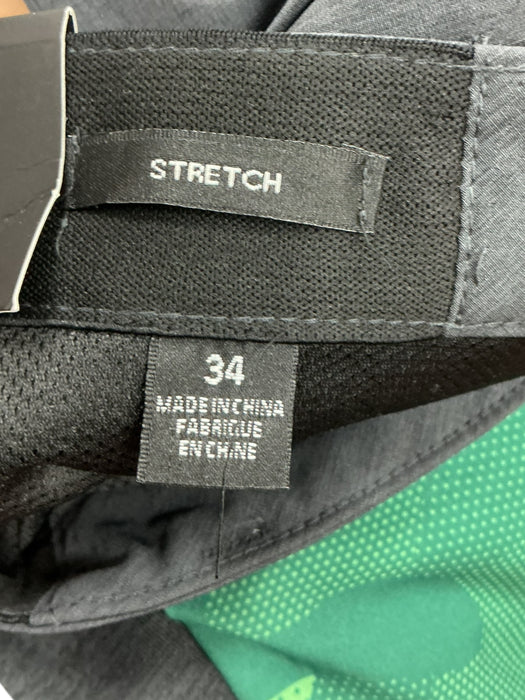 STRETCH
34
MADE IN CHINA
FABRIQUE
EN CHINE